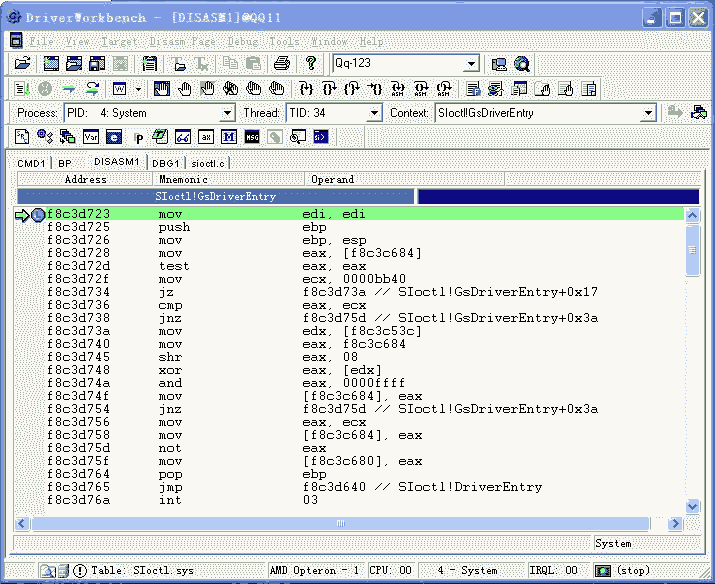 DriverWorkbench - [DISASM1]@QQ11
File View Target Disasm Page Debug Tools Window Help
Qq-123
Process: PID: 4: System Thread: TID: 34 Context: SIoctl!GsDriverEntry
CMD1 BP DISASM1 DBG1 sioctl.c
Address Mnemonic Operand
SIoctl!GsDriverEntry
f8c3d723 mov edi, edi
f8c3d725 push ebp
f8c3d726 mov ebp, esp
f8c3d728 mov eax, [f8c3c684]
f8c3d72d test eax, eax
f8c3d72f mov ecx, 0000bb40
f8c3d734 jz f8c3d73a // SIoctl!GsDriverEntry+0x17
f8c3d736 cmp eax, ecx
f8c3d738 jnz f8c3d75d // SIoctl!GsDriverEntry+0x3a
f8c3d73a mov edx, [f8c3c53c]
f8c3d740 mov eax, f8c3c684
f8c3d745 shr eax, 08
f8c3d748 xor eax, [edx]
f8c3d74a and eax, 0000ffff
f8c3d74f mov [f8c3c684], eax
f8c3d754 jnz f8c3d75d // SIoctl!GsDriverEntry+0x3a
f8c3d756 mov eax, ecx
f8c3d758 mov [f8c3c684], eax
f8c3d75d not eax
f8c3d75f mov [f8c3c680], eax
f8c3d764 pop ebp
f8c3d765 jmp f8c3d640 // SIoctl!DriverEntry
f8c3d76a int 03
System
Table: SIoctl.sys AMD Opteron - 1 CPU: 00 4 - System IRQL: 00 (stop)